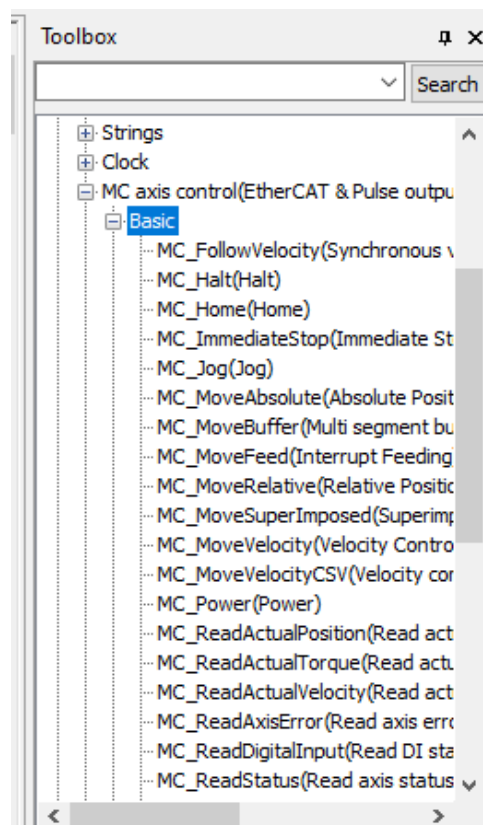 Toolbox
Search
Strings
Clock
MC axis control(EtherCAT & Pulse outpu
Basic
MC_FollowVelocity(Synchronous v
MC_Halt(Halt)
MC_Home(Home)
MC_ImmediateStop(Immediate St
MC_Jog(Jog)
MC_MoveAbsolute(Absolute Posit
MC_MoveBuffer(Multi segment bu
MC_MoveFeed(Interrupt Feeding)
MC_MoveRelative(Relative Positic
MC_MoveSuperImposed(Superimp
MC_MoveVelocity(Velocity Contro
MC_MoveVelocityCSV(Velocity cor
MC_Power(Power)
MC_ReadActualPosition(Read act
MC_ReadActualTorque(Read actu
MC_ReadActualVelocity(Read act
MC_ReadAxisError(Read axis erro
MC_ReadDigitalInput(Read DI sta
MC_ReadStatus(Read axis status